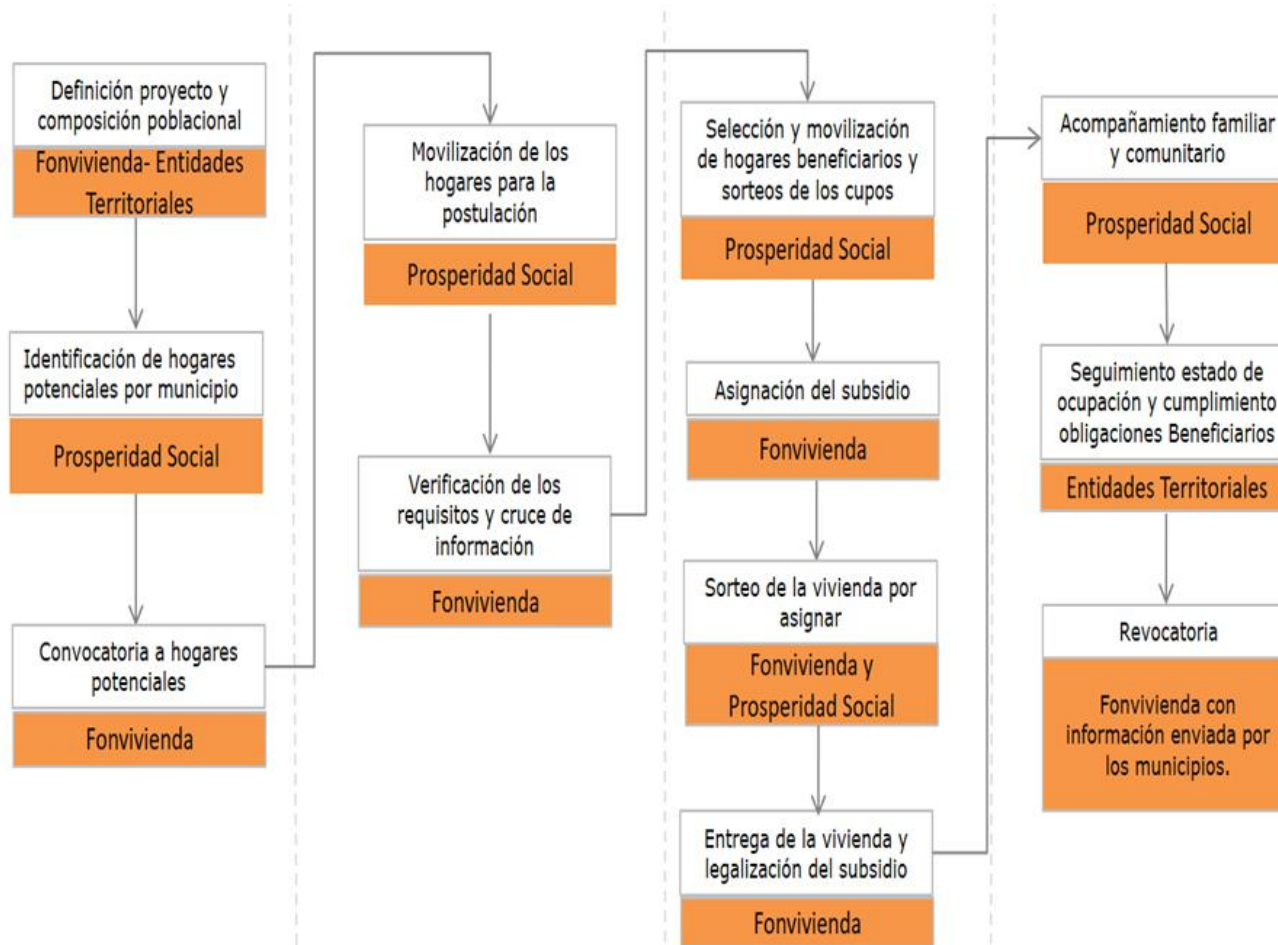 Definición proyecto y
composición poblacional
Fonvivienda- Entidades
Territoriales
Identificación de hogares
potenciales por municipio
Prosperidad Social
Convocatoria a hogares
potenciales
Fonvivienda
Movilización de los
hogares para la
postulación
Prosperidad Social
Verificación de los
requisitos y cruce de
información
Fonvivienda
Selección y movilización
de hogares beneficiarios y
sorteos de los cupos
Prosperidad Social
Asignación del subsidio
Fonvivienda
Sorteo de la vivienda por
asignar
Fonvivienda y
Prosperidad Social
Entrega de la vivienda y
legalización del subsidio
Fonvivienda
Acompañamiento familiar
y comunitario
Prosperidad Social
Seguimiento estado de
ocupación y cumplimiento
obligaciones Beneficiarios
Entidades Territoriales
Revocatoria
Fonvivienda con
información enviada por
los municipios.